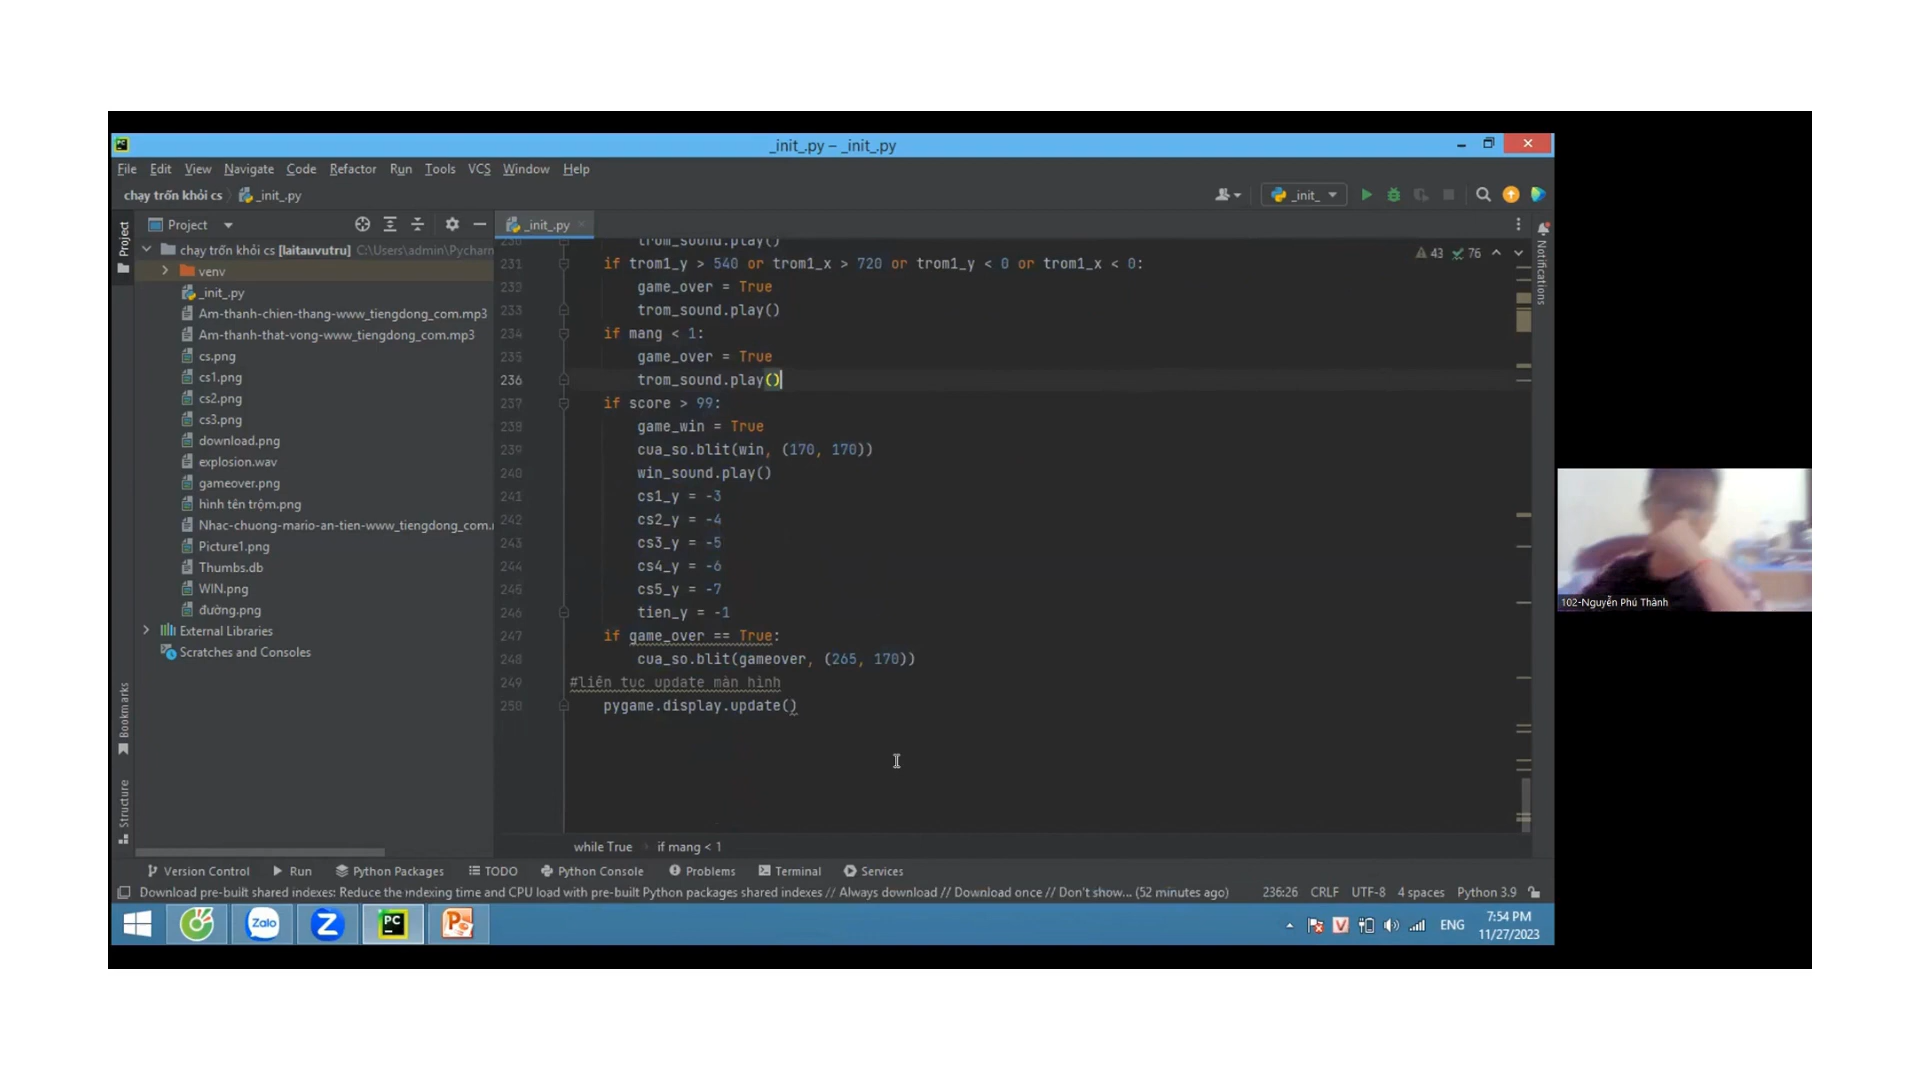 _init_.py – _init_.py
File Edit View Navigate Code Refactor Run Tools VCS Window Help
chạy trốn khỏi cs _init_.py
_init_
Project
_init_.py
Project
Notifications
Bookmarks
Structure
chạy trốn khỏi cs [laitauvutru] C:\Users\admin\Pycharm
venv
_init_.py
Am-thanh-chien-thang-www_tiengdong_com.mp3
Am-thanh-that-vong-www_tiengdong_com.mp3
cs.png
cs1.png
cs2.png
cs3.png
download.png
explosion.wav
gameover.png
hình tên trộm.png
Nhac-chuong-mario-an-tien-www_tiengdong_com.
Picture1.png
Thumbs.db
WIN.png
đường.png
External Libraries
Scratches and Consoles
43 76
230 trom_sound.play()
231 if trom1_y > 540 or trom1_x > 720 or trom1_y < 0 or trom1_x < 0:
232 game_over = True
233 trom_sound.play()
234 if mang < 1:
235 game_over = True
236 trom_sound.play()
237 if score > 99:
238 game_win = True
239 cua_so.blit(win, (170, 170))
240 win_sound.play()
241 cs1_y = -3
242 cs2_y = -4
243 cs3_y = -5
244 cs4_y = -6
245 cs5_y = -7
246 tien_y = -1
247 if game_over == True:
248 cua_so.blit(gameover, (265, 170))
249 #liên tục update màn hình
250 pygame.display.update()
while True if mang < 1
Version Control Run Python Packages TODO Python Console Problems Terminal Services
Download pre-built shared indexes: Reduce the indexing time and CPU load with pre-built Python packages shared indexes // Always download // Download once // Don't show... (52 minutes ago) 236:26 CRLF UTF-8 4 spaces Python 3.9
Zalo
ENG
7:54 PM
11/27/2023
102-Nguyễn Phú Thành